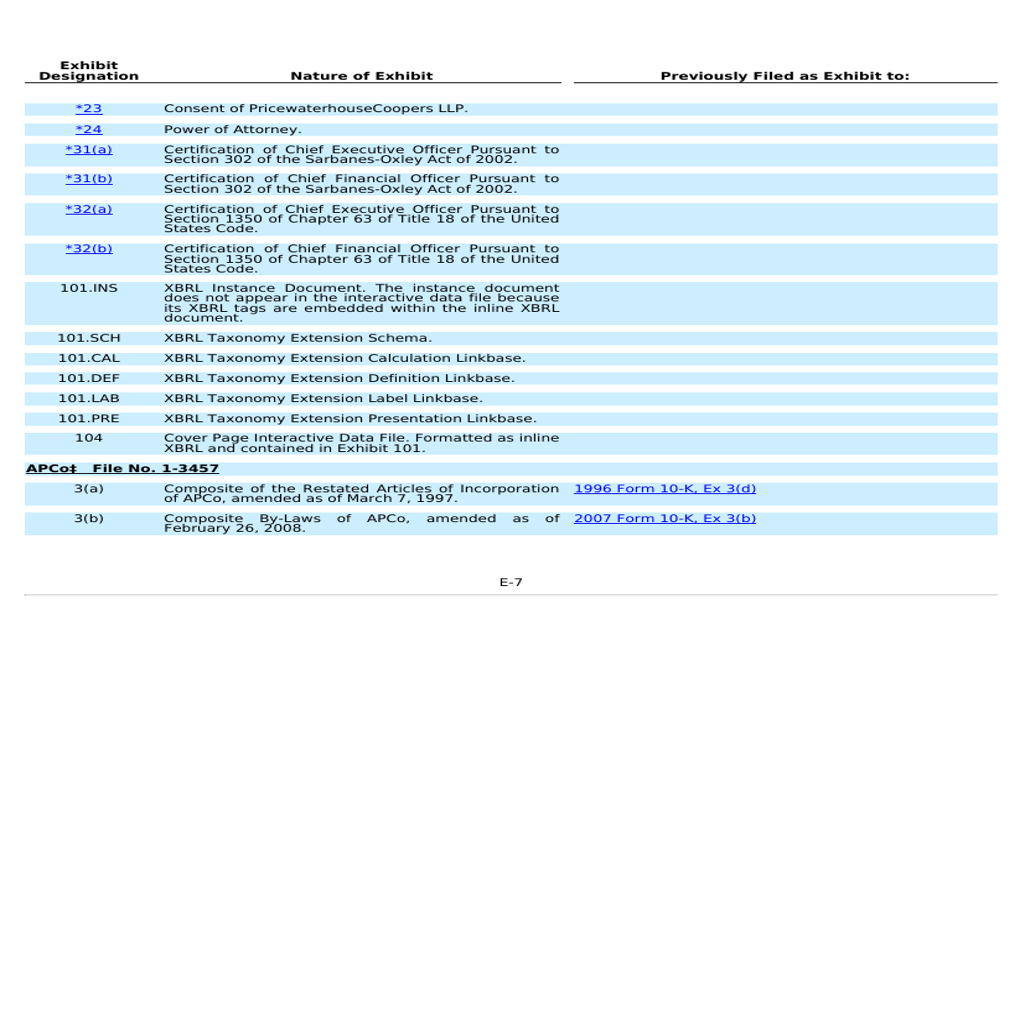 Exhibit
Designation Nature of Exhibit Previously Filed as Exhibit to:
*23 Consent of PricewaterhouseCoopers LLP.
*24 Power of Attorney.
*31(a) Certification of Chief Executive Officer Pursuant to
Section 302 of the Sarbanes-Oxley Act of 2002.
*31(b) Certification of Chief Financial Officer Pursuant to
Section 302 of the Sarbanes-Oxley Act of 2002.
*32(a) Certification of Chief Executive Officer Pursuant to
Section 1350 of Chapter 63 of Title 18 of the United
States Code.
*32(b) Certification of Chief Financial Officer Pursuant to
Section 1350 of Chapter 63 of Title 18 of the United
States Code.
101.INS XBRL Instance Document. The instance document
does not appear in the interactive data file because
its XBRL tags are embedded within the inline XBRL
document.
101.SCH XBRL Taxonomy Extension Schema.
101.CAL XBRL Taxonomy Extension Calculation Linkbase.
101.DEF XBRL Taxonomy Extension Definition Linkbase.
101.LAB XBRL Taxonomy Extension Label Linkbase.
101.PRE XBRL Taxonomy Extension Presentation Linkbase.
104 Cover Page Interactive Data File. Formatted as inline
XBRL and contained in Exhibit 101.
APCo‡ File No. 1-3457
3(a) Composite of the Restated Articles of Incorporation 1996 Form 10-K, Ex 3(d)
of APCo, amended as of March 7, 1997.
3(b) Composite By-Laws of APCo, amended as of 2007 Form 10-K, Ex 3(b)
February 26, 2008.
E-7